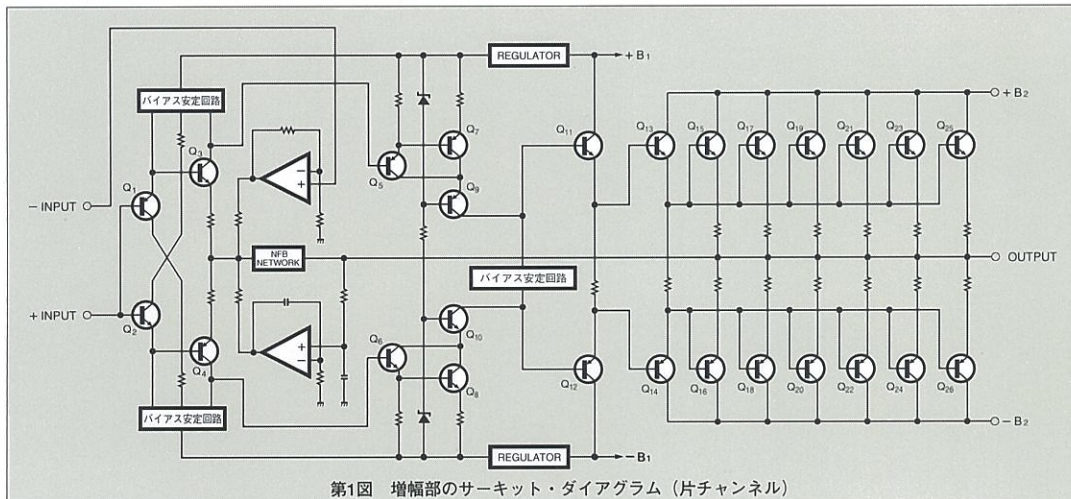 REGULATOR
+B₁
バイアス安定回路
+B₂
Q₃
Q₇
Q₁₁
Q₁₃
Q₁₅
Q₁₇
Q₁₉
Q₂₁
Q₂₃
Q₂₅
Q₅
Q₁
Q₉
− INPUT
−
+
NFB
NETWORK
OUTPUT
バイアス安定回路
+ INPUT
Q₂
+
−
Q₁₀
Q₆
Q₄
Q₈
Q₁₂
Q₁₄
Q₁₆
Q₁₈
Q₂₀
Q₂₂
Q₂₄
Q₂₆
バイアス安定回路
−B₂
REGULATOR
−B₁
第1図 増幅部のサーキット・ダイアグラム（片チャンネル）